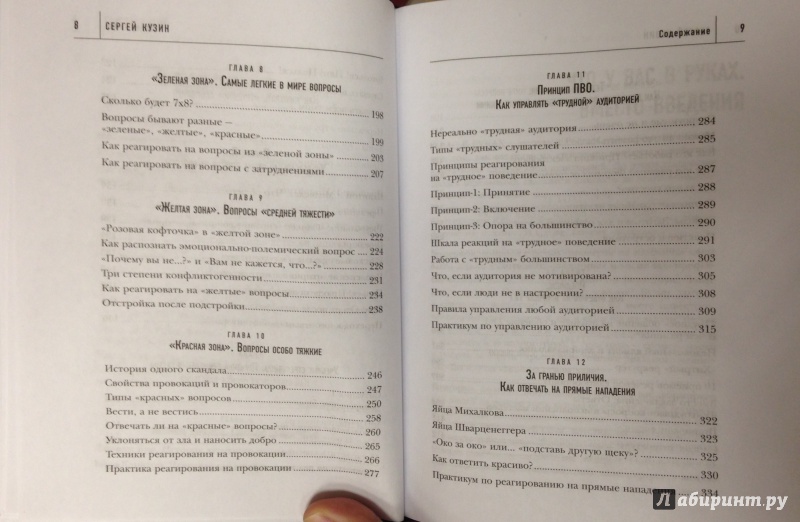 8 СЕРГЕЙ КУЗИН
ГЛАВА 8
«ЗЕЛЕНАЯ ЗОНА». САМЫЕ ЛЕГКИЕ В МИРЕ ВОПРОСЫ
Сколько будет 7х8? 198
Вопросы бывают разные —
«зеленые», «желтые», «красные» 199
Как реагировать на вопросы из «зеленой зоны» 203
Как реагировать на вопросы с затруднениями 207
ГЛАВА 9
«ЖЕЛТАЯ ЗОНА». ВОПРОСЫ «СРЕДНЕЙ ТЯЖЕСТИ»
«Розовая кофточка» в «желтой зоне» 222
Как распознать эмоционально-полемический вопрос 224
«Почему вы не...?» и «Вам не кажется, что...?» 228
Три степени конфликтогенности 231
Как реагировать на «желтые» вопросы 234
Отстройка после подстройки 238
ГЛАВА 10
«КРАСНАЯ ЗОНА». ВОПРОСЫ ОСОБО ТЯЖКИЕ
История одного скандала 246
Свойства провокаций и провокаторов 247
Типы «красных» вопросов 250
Вести, а не вестись 258
Отвечать ли на «красные» вопросы? 260
Уклоняться от зла и наносить добро 265
Техники реагирования на провокации 266
Практика реагирования на провокации 277
Содержание 9
ГЛАВА 11
ПРИНЦИП ПВО.
КАК УПРАВЛЯТЬ «ТРУДНОЙ» АУДИТОРИЕЙ
Нереально «трудная» аудитория 284
Типы «трудных» слушателей 285
Принципы реагирования
на «трудное» поведение 287
Принцип-1: Принятие 288
Принцип-2: Включение 289
Принцип-3: Опора на большинство 290
Шкала реакций на «трудное» поведение 291
Работа с «трудным» большинством 303
Что, если аудитория не мотивирована? 305
Что, если люди не в настроении? 308
Правила управления любой аудиторией 309
Практикум по управлению аудиторией 315
ГЛАВА 12
ЗА ГРАНЬЮ ПРИЛИЧИЯ.
КАК ОТВЕЧАТЬ НА ПРЯМЫЕ НАПАДЕНИЯ
Яйца Михалкова 322
Яйца Шварценеггера 323
«Око за око» или... «подставь другую щеку»? 325
Как ответить красиво? 330
Практикум по реагированию на прямые нападения 334
Лабиринт.ру